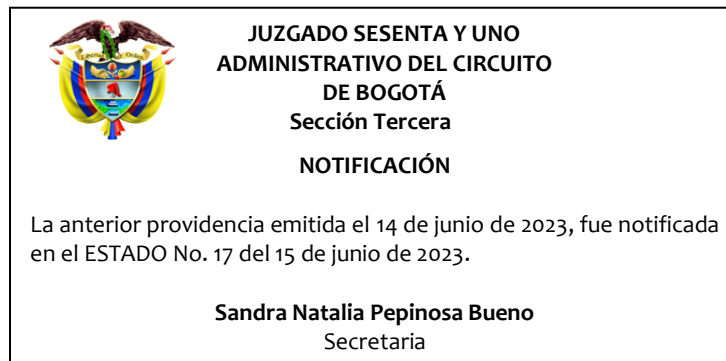 JUZGADO SESENTA Y UNO
ADMINISTRATIVO DEL CIRCUITO
DE BOGOTÁ
Sección Tercera
NOTIFICACIÓN
La anterior providencia emitida el 14 de junio de 2023, fue notificada
en el ESTADO No. 17 del 15 de junio de 2023.
Sandra Natalia Pepinosa Bueno
Secretaria